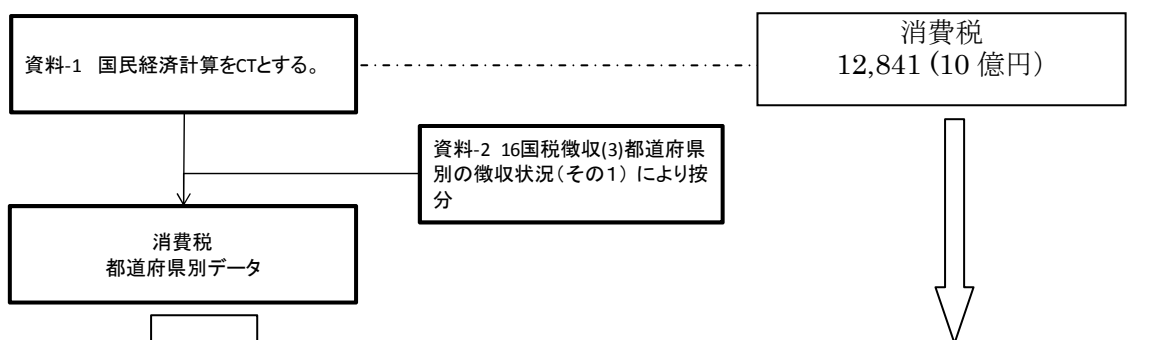 資料-1　国民経済計算をCTとする。
消費税
12,841 (10 億円)
資料-2 16国税徴収(3)都道府県
別の徴収状況(その1) により按
分
消費税
都道府県別データ